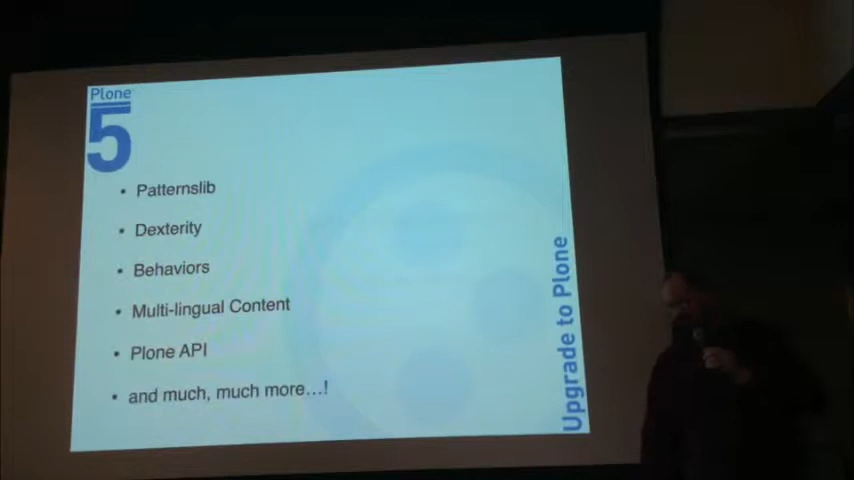 Plone
5
• Patternslib
• Dexterity
• Behaviors
• Multi-lingual Content
• Plone API
• and much, much more...!
Upgrade to Plone